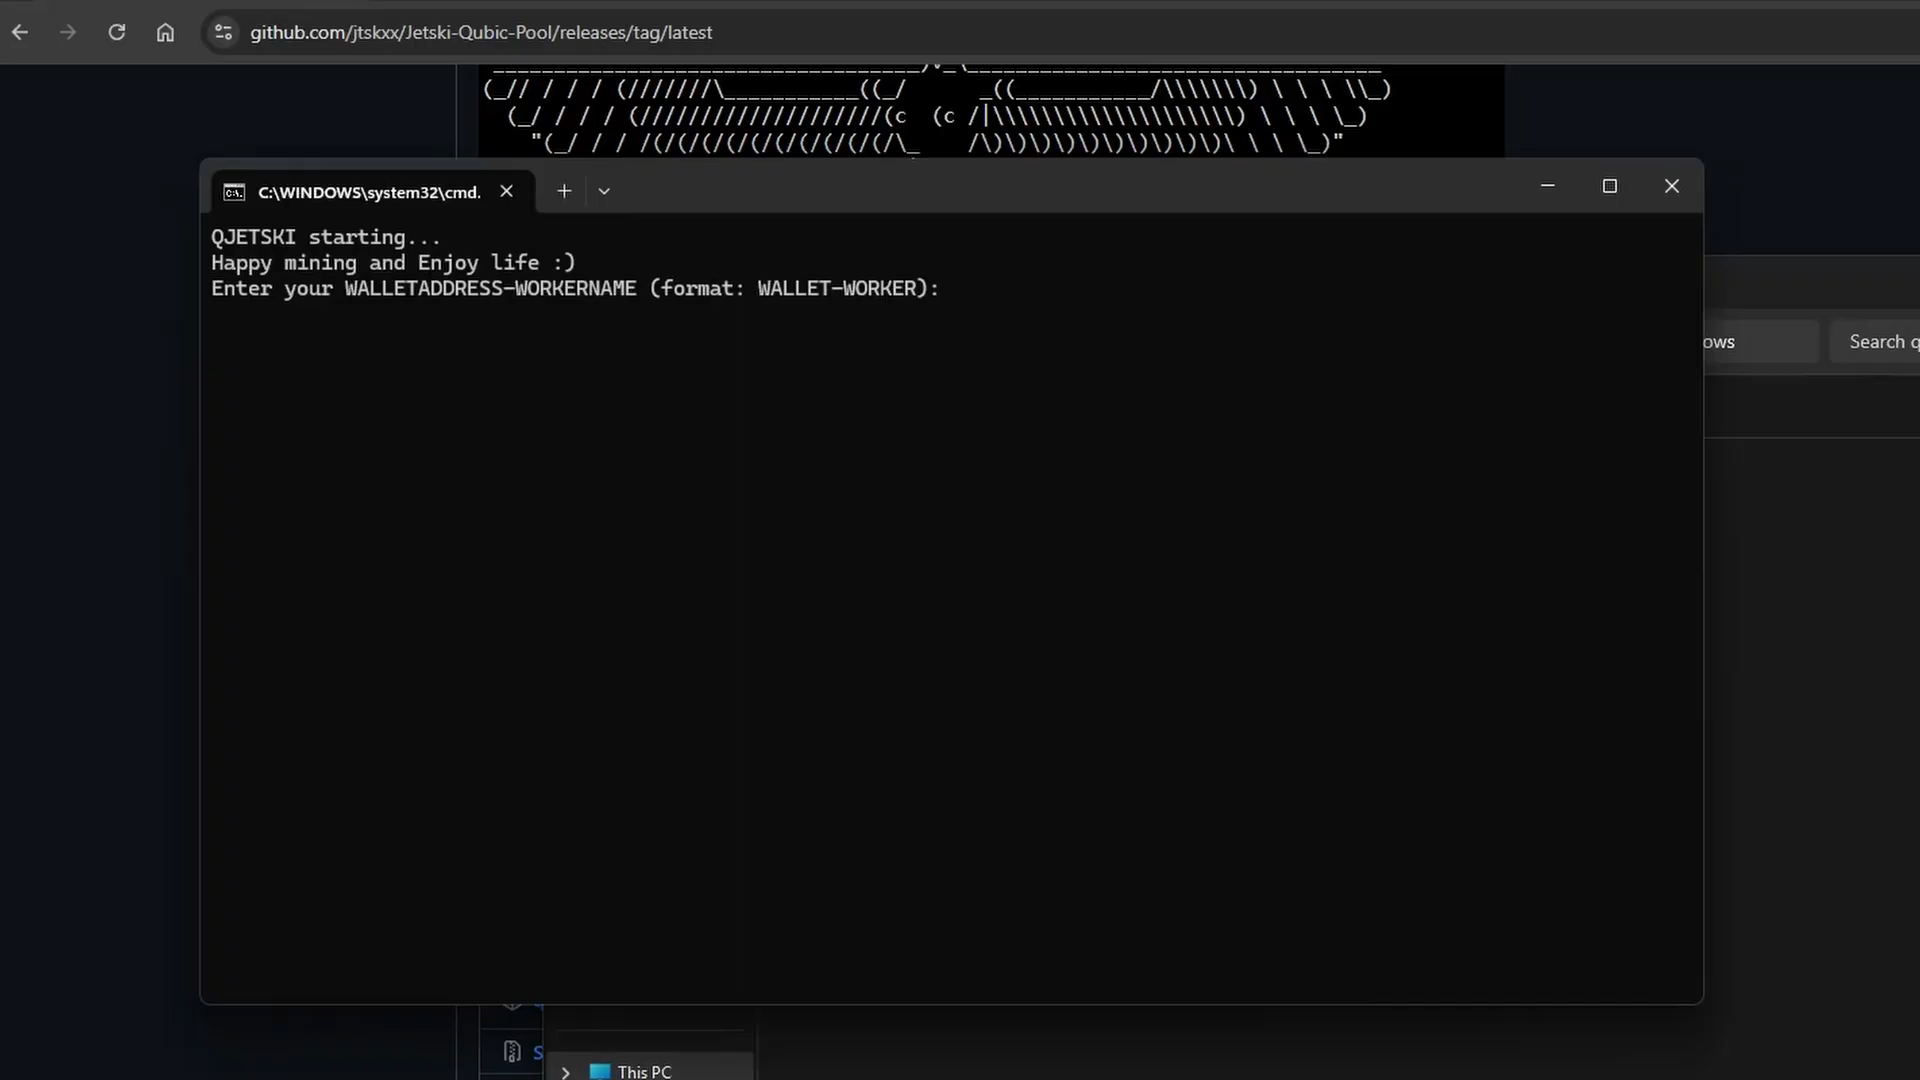 github.com/jtskxx/Jetski-Qubic-Pool/releases/tag/latest
C:\WINDOWS\system32\cmd.
QJETSKI starting...
Happy mining and Enjoy life :)
Enter your WALLETADDRESS-WORKERNAME (format: WALLET-WORKER):
ows
Search q
S
This PC